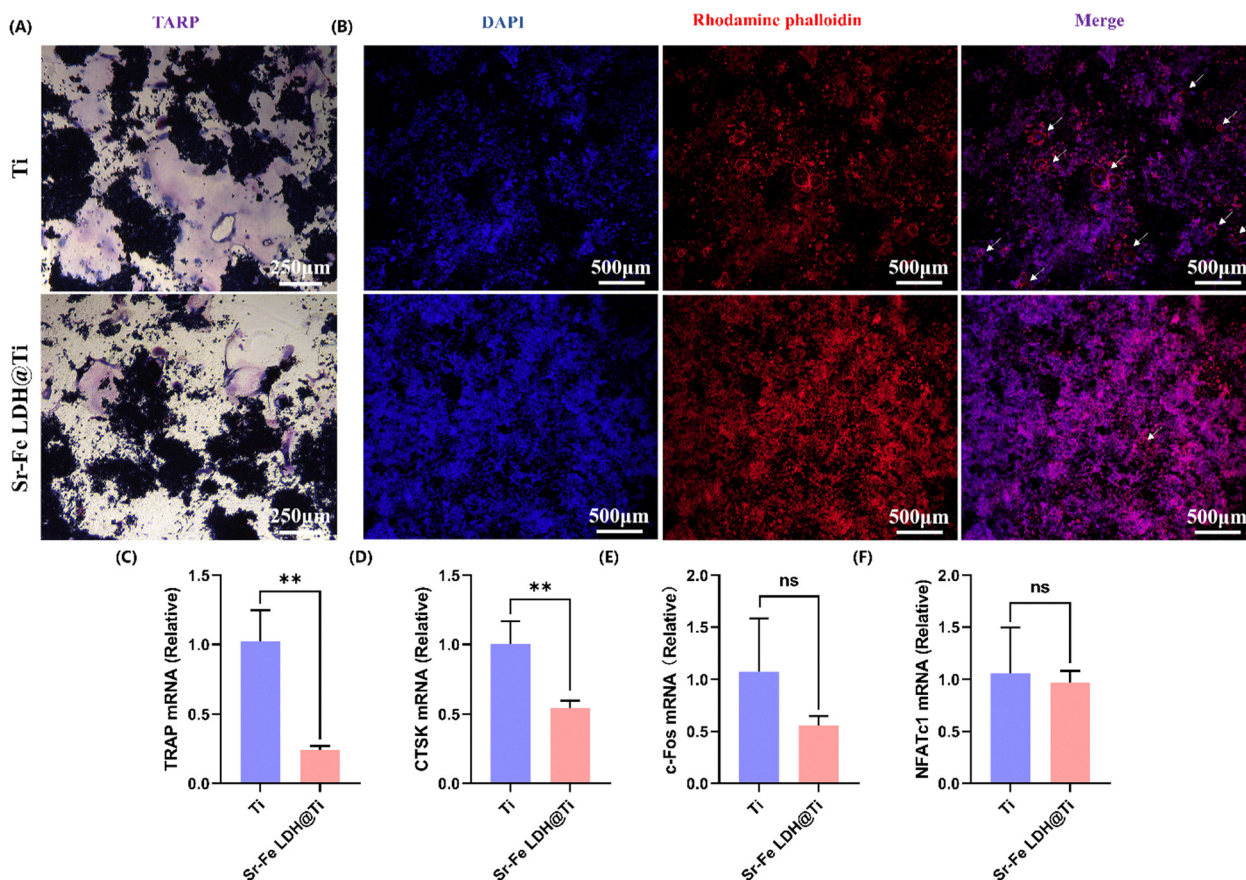 (A) TARP (B) DAPI Rhodamine phalloidin Merge
Ti
250μm 500μm 500μm 500μm
Sr-Fe LDH@Ti
250μm 500μm 500μm 500μm
(C) (D) (E) (F)
TRAP mRNA (Relative)
1.5
1.0
0.5
0.0
**
Ti
Sr-Fe LDH@Ti
CTSK mRNA (Relative)
1.5
1.0
0.5
0.0
**
Ti
Sr-Fe LDH@Ti
c-Fos mRNA (Relative)
2.0
1.5
1.0
0.5
0.0
ns
Ti
Sr-Fe LDH@Ti
NFATc1 mRNA (Relative)
2.0
1.5
1.0
0.5
0.0
ns
Ti
Sr-Fe LDH@Ti